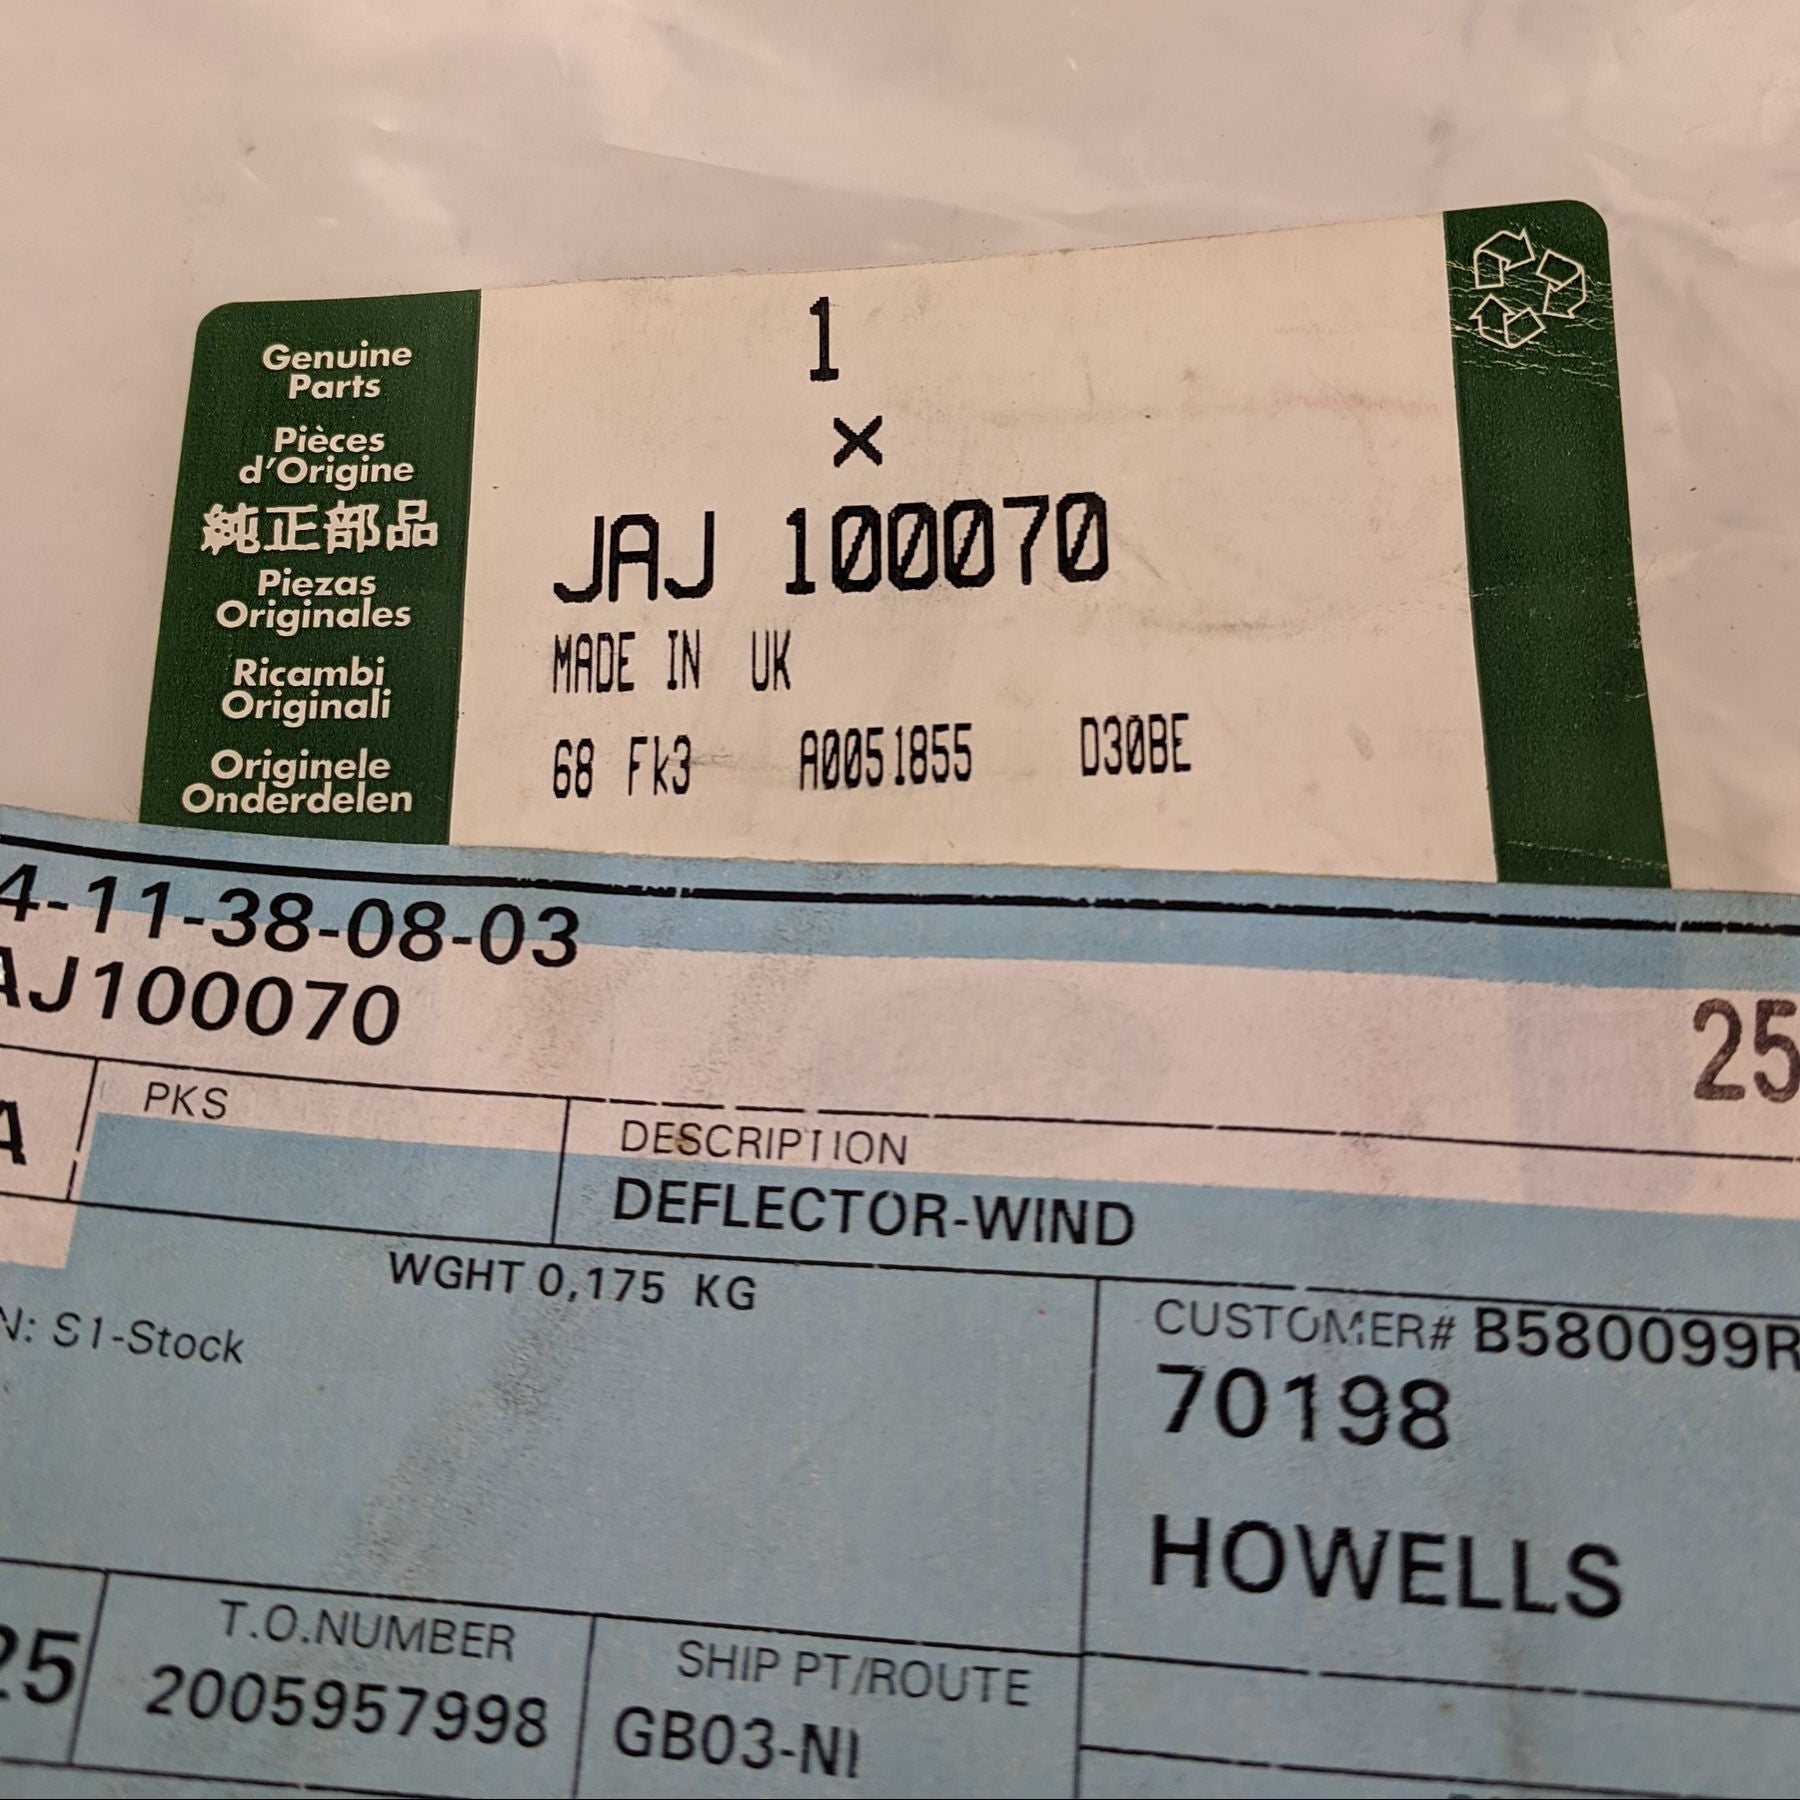 Genuine
Parts
Pièces
d'Origine
純正部品
Piezas
Originales
Ricambi
Originali
Originele
Onderdelen
1
×
JAJ 100070
MADE IN UK
68 Fk3 A0051855 D30BE
4-11-38-08-03
AJ100070
25
A
PKS
DESCRIPTION
DEFLECTOR-WIND
WGHT 0,175 KG
N: S1-Stock
CUSTOMER# B580099R
70198
HOWELLS
25
T.O.NUMBER
2005957998
SHIP PT/ROUTE
GB03-NI